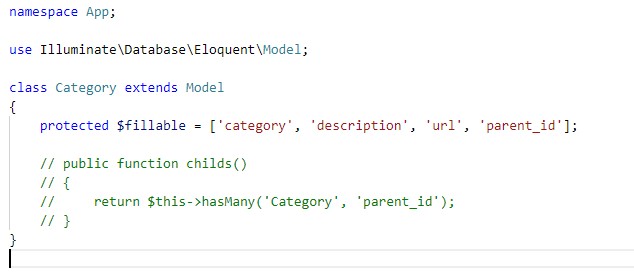 namespace App;
use Illuminate\Database\Eloquent\Model;
class Category extends Model
{
protected $fillable = ['category', 'description', 'url', 'parent_id'];
// public function childs()
// {
//     return $this->hasMany('Category', 'parent_id');
// }
}